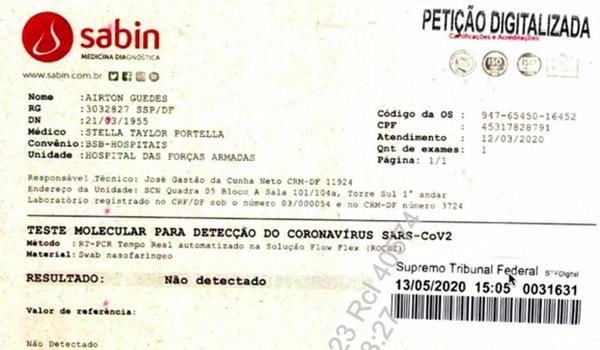 sabin
MEDICINA DIAGNÓSTICA
www.sabin.com.br
PETIÇÃO DIGITALIZADA
Certificações e Acreditações
Nome :AIRTON GUEDES
RG :3032827 SSP/DF
DN :21/03/1955
Médico :STELLA TAYLOR PORTELLA
Convênio:BSB-HOSPITAIS
Unidade :HOSPITAL DAS FORÇAS ARMADAS
Código da OS : 947-65450-16452
CPF : 45317828791
Atendimento : 12/03/2020
Qnt de exames : 1
Página: 1/1
Responsável Técnico: José Gastão da Cunha Neto CRM-DF 11924
Endereço da Unidade: SCN Quadra 05 Bloco A Sala 101/104a, Torre Sul 1° andar
Laboratório registrado no CRF/DF sob o número 03/000054 e no CRM-DF número 3724
TESTE MOLECULAR PARA DETECÇÃO DO CORONAVÍRUS SARS-CoV2
Método :RT-PCR Tempo Real automatizado na Solução Flow Flex (ROCHE)
Material:Swab nasofaríngeo
RESULTADO: Não detectado
Supremo Tribunal Federal STFDigital
13/05/2020 15:05 0031631
Valor de referência:
Não Detectado